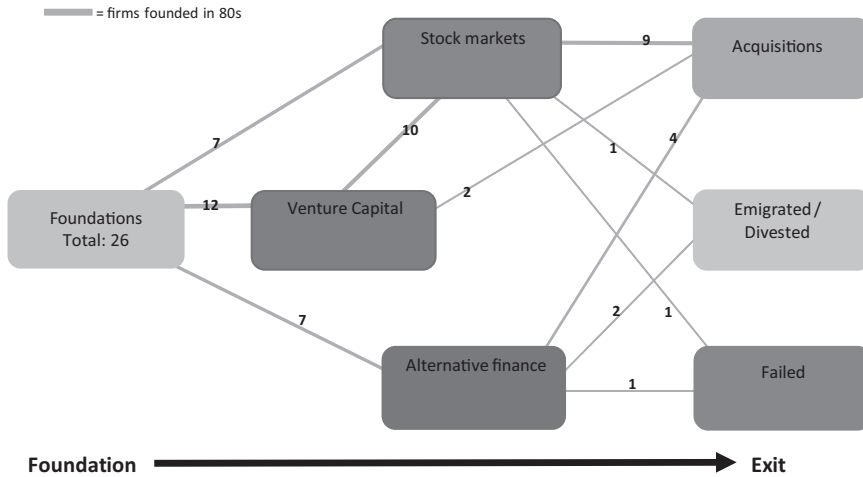 = firms founded in 80s
Stock markets
9
Acquisitions
10
7
4
1
12
Venture Capital
2
Foundations
Total: 26
Emigrated /
Divested
7
2
1
Alternative finance
1
Failed
Foundation
Exit